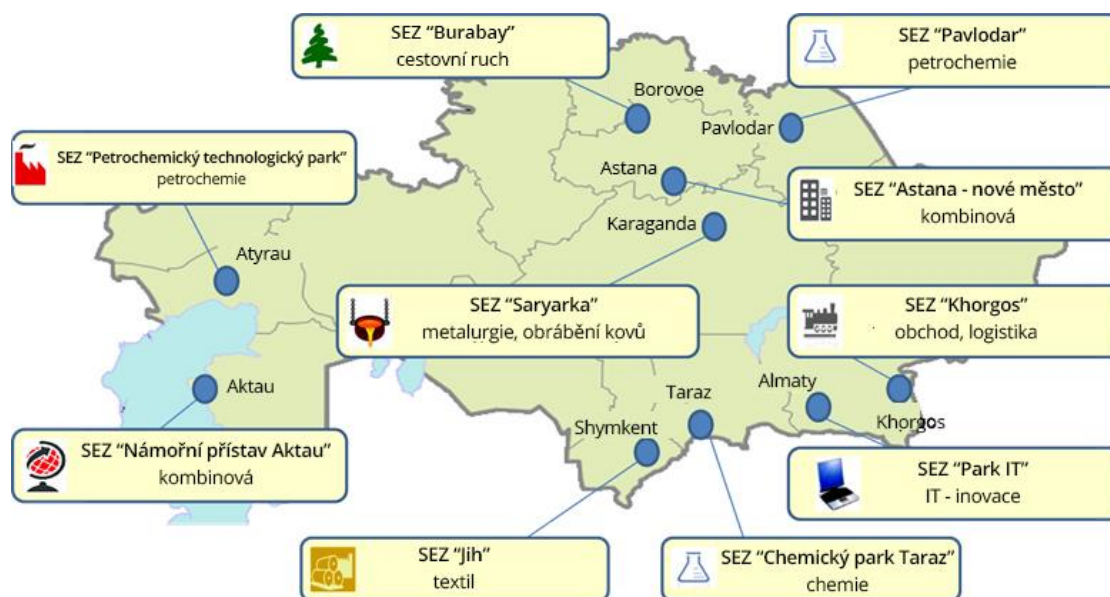 SEZ “Burabay”
cestovní ruch
SEZ “Pavlodar”
petrochemie
Borovoe
Pavlodar
SEZ “Petrochemický technologický park”
petrochemie
Astana
SEZ “Astana - nové město”
kombinová
Karaganda
Atyrau
SEZ “Saryarka”
metalurgie, obrábění kovů
SEZ “Khorgos”
obchod, logistika
Aktau
Taraz
Almaty
Khorgos
Shymkent
SEZ “Námořní přístav Aktau”
kombinová
SEZ “Park IT”
IT - inovace
SEZ “Jih”
textil
SEZ “Chemický park Taraz”
chemie